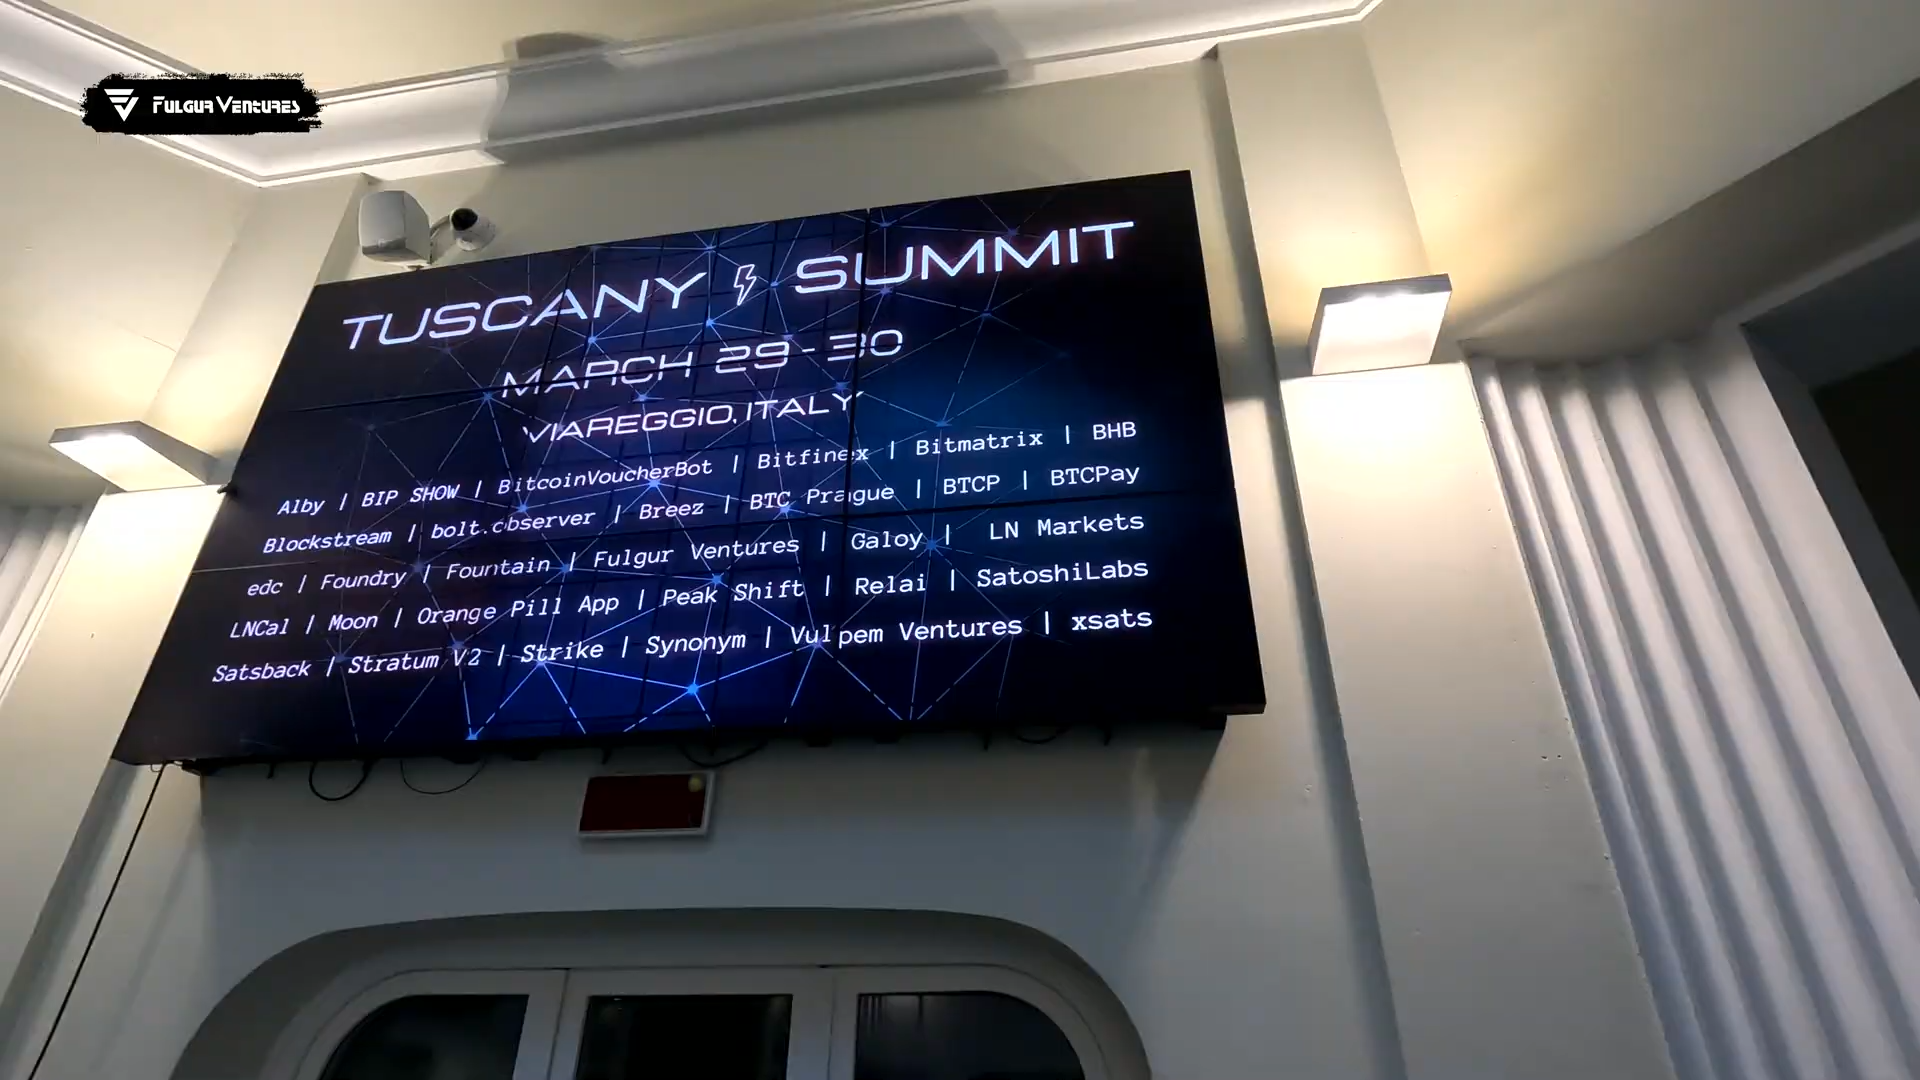 Fulgur Ventures
TUSCANY SUMMIT
MARCH 29-30
VIAREGGIO, ITALY
Alby | BIP SHOW | BitcoinVoucherBot | Bitfinex | Bitmatrix | BHB
Blockstream | bolt.observer | Breez | BTC Prague | BTCP | BTCPay
edc | Foundry | Fountain | Fulgur Ventures | Galoy | LN Markets
LNCal | Moon | Orange Pill App | Peak Shift | Relai | SatoshiLabs
Satsback | Stratum V2 | Strike | Synonym | Vulpem Ventures | xsats